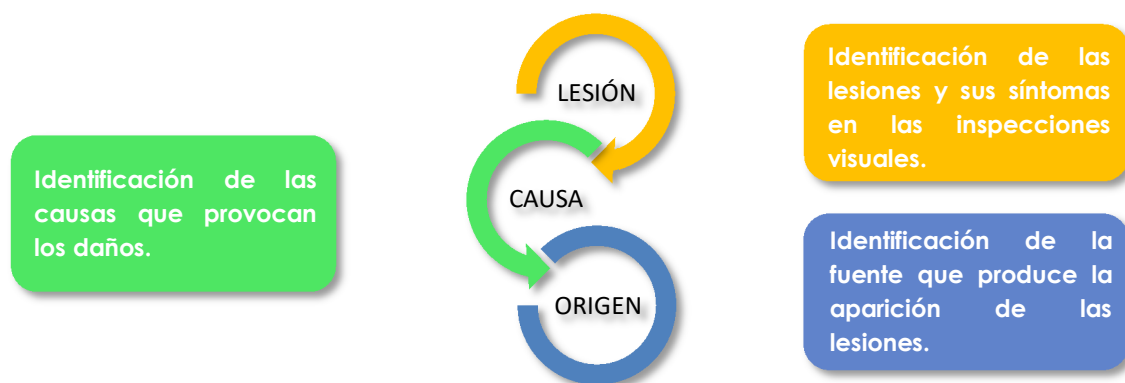 LESIÓN
Identificación de las
lesiones y sus síntomas
en las inspecciones
visuales.
Identificación de las
causas que provocan
los daños.
CAUSA
ORIGEN
Identificación de la
fuente que produce la
aparición de las
lesiones.